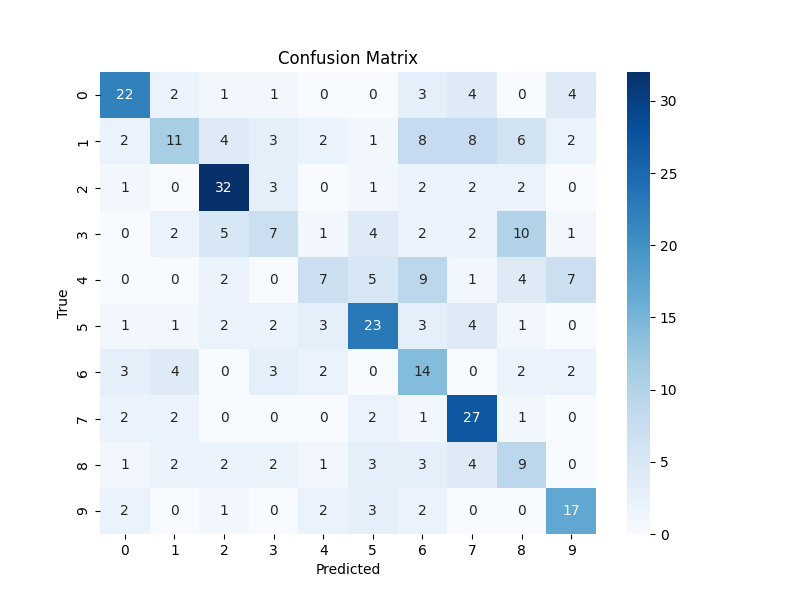 Confusion Matrix
0 22 2 1 1 0 0 3 4 0 4
1 2 11 4 3 2 1 8 8 6 2
2 1 0 32 3 0 1 2 2 2 0
3 0 2 5 7 1 4 2 2 10 1
4 0 0 2 0 7 5 9 1 4 7
5 1 1 2 2 3 23 3 4 1 0
6 3 4 0 3 2 0 14 0 2 2
7 2 2 0 0 0 2 1 27 1 0
8 1 2 2 2 1 3 3 4 9 0
9 2 0 1 0 2 3 2 0 0 17
0 1 2 3 4 5 6 7 8 9
Predicted
True
30
25
20
15
10
5
0